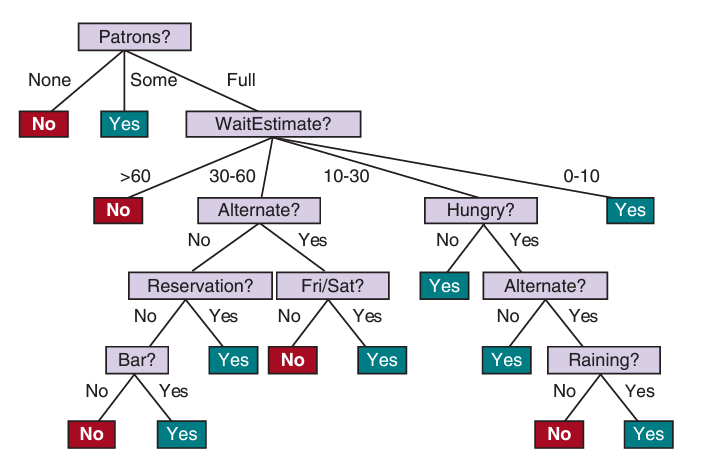 Patrons?
None Some Full
No Yes WaitEstimate?
>60 30-60 10-30 0-10
No Alternate? Hungry? Yes
No Yes No Yes
Reservation? Fri/Sat? Yes Alternate?
No Yes No Yes No Yes
Bar? Yes No Yes Yes Raining?
No Yes No Yes
No Yes No Yes